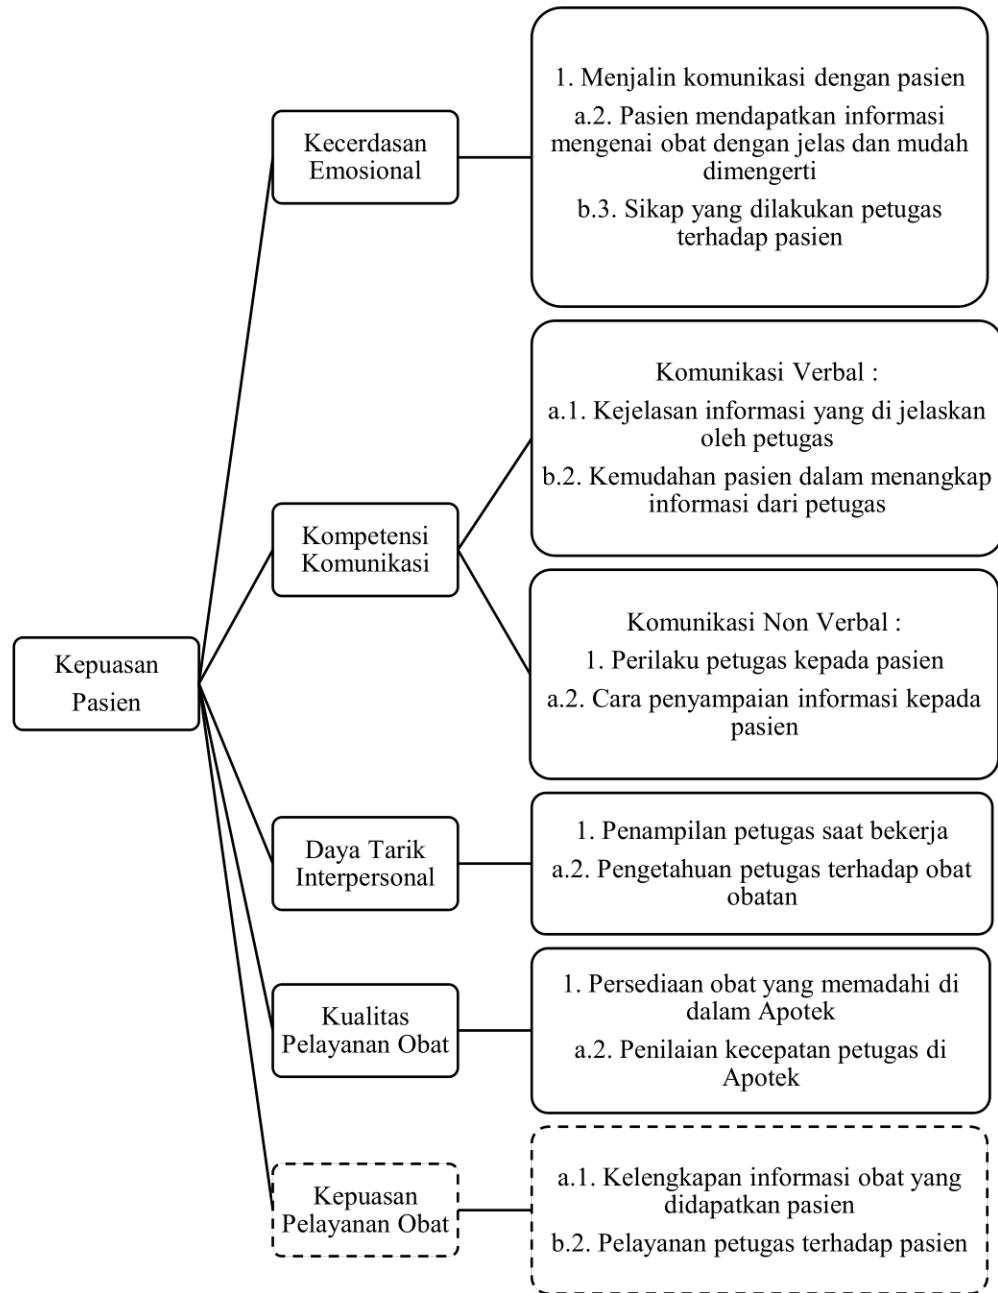 Kepuasan
Pasien
Kecerdasan
Emosional
1. Menjalin komunikasi dengan pasien
a.2. Pasien mendapatkan informasi
mengenai obat dengan jelas dan mudah
dimengerti
b.3. Sikap yang dilakukan petugas
terhadap pasien
Kompetensi
Komunikasi
Komunikasi Verbal :
a.1. Kejelasan informasi yang di jelaskan
oleh petugas
b.2. Kemudahan pasien dalam menangkap
informasi dari petugas
Komunikasi Non Verbal :
1. Perilaku petugas kepada pasien
a.2. Cara penyampaian informasi kepada
pasien
Daya Tarik
Interpersonal
1. Penampilan petugas saat bekerja
a.2. Pengetahuan petugas terhadap obat
obatan
Kualitas
Pelayanan Obat
1. Persediaan obat yang memadahi di
dalam Apotek
a.2. Penilaian kecepatan petugas di
Apotek
Kepuasan
Pelayanan Obat
a.1. Kelengkapan informasi obat yang
didapatkan pasien
b.2. Pelayanan petugas terhadap pasien